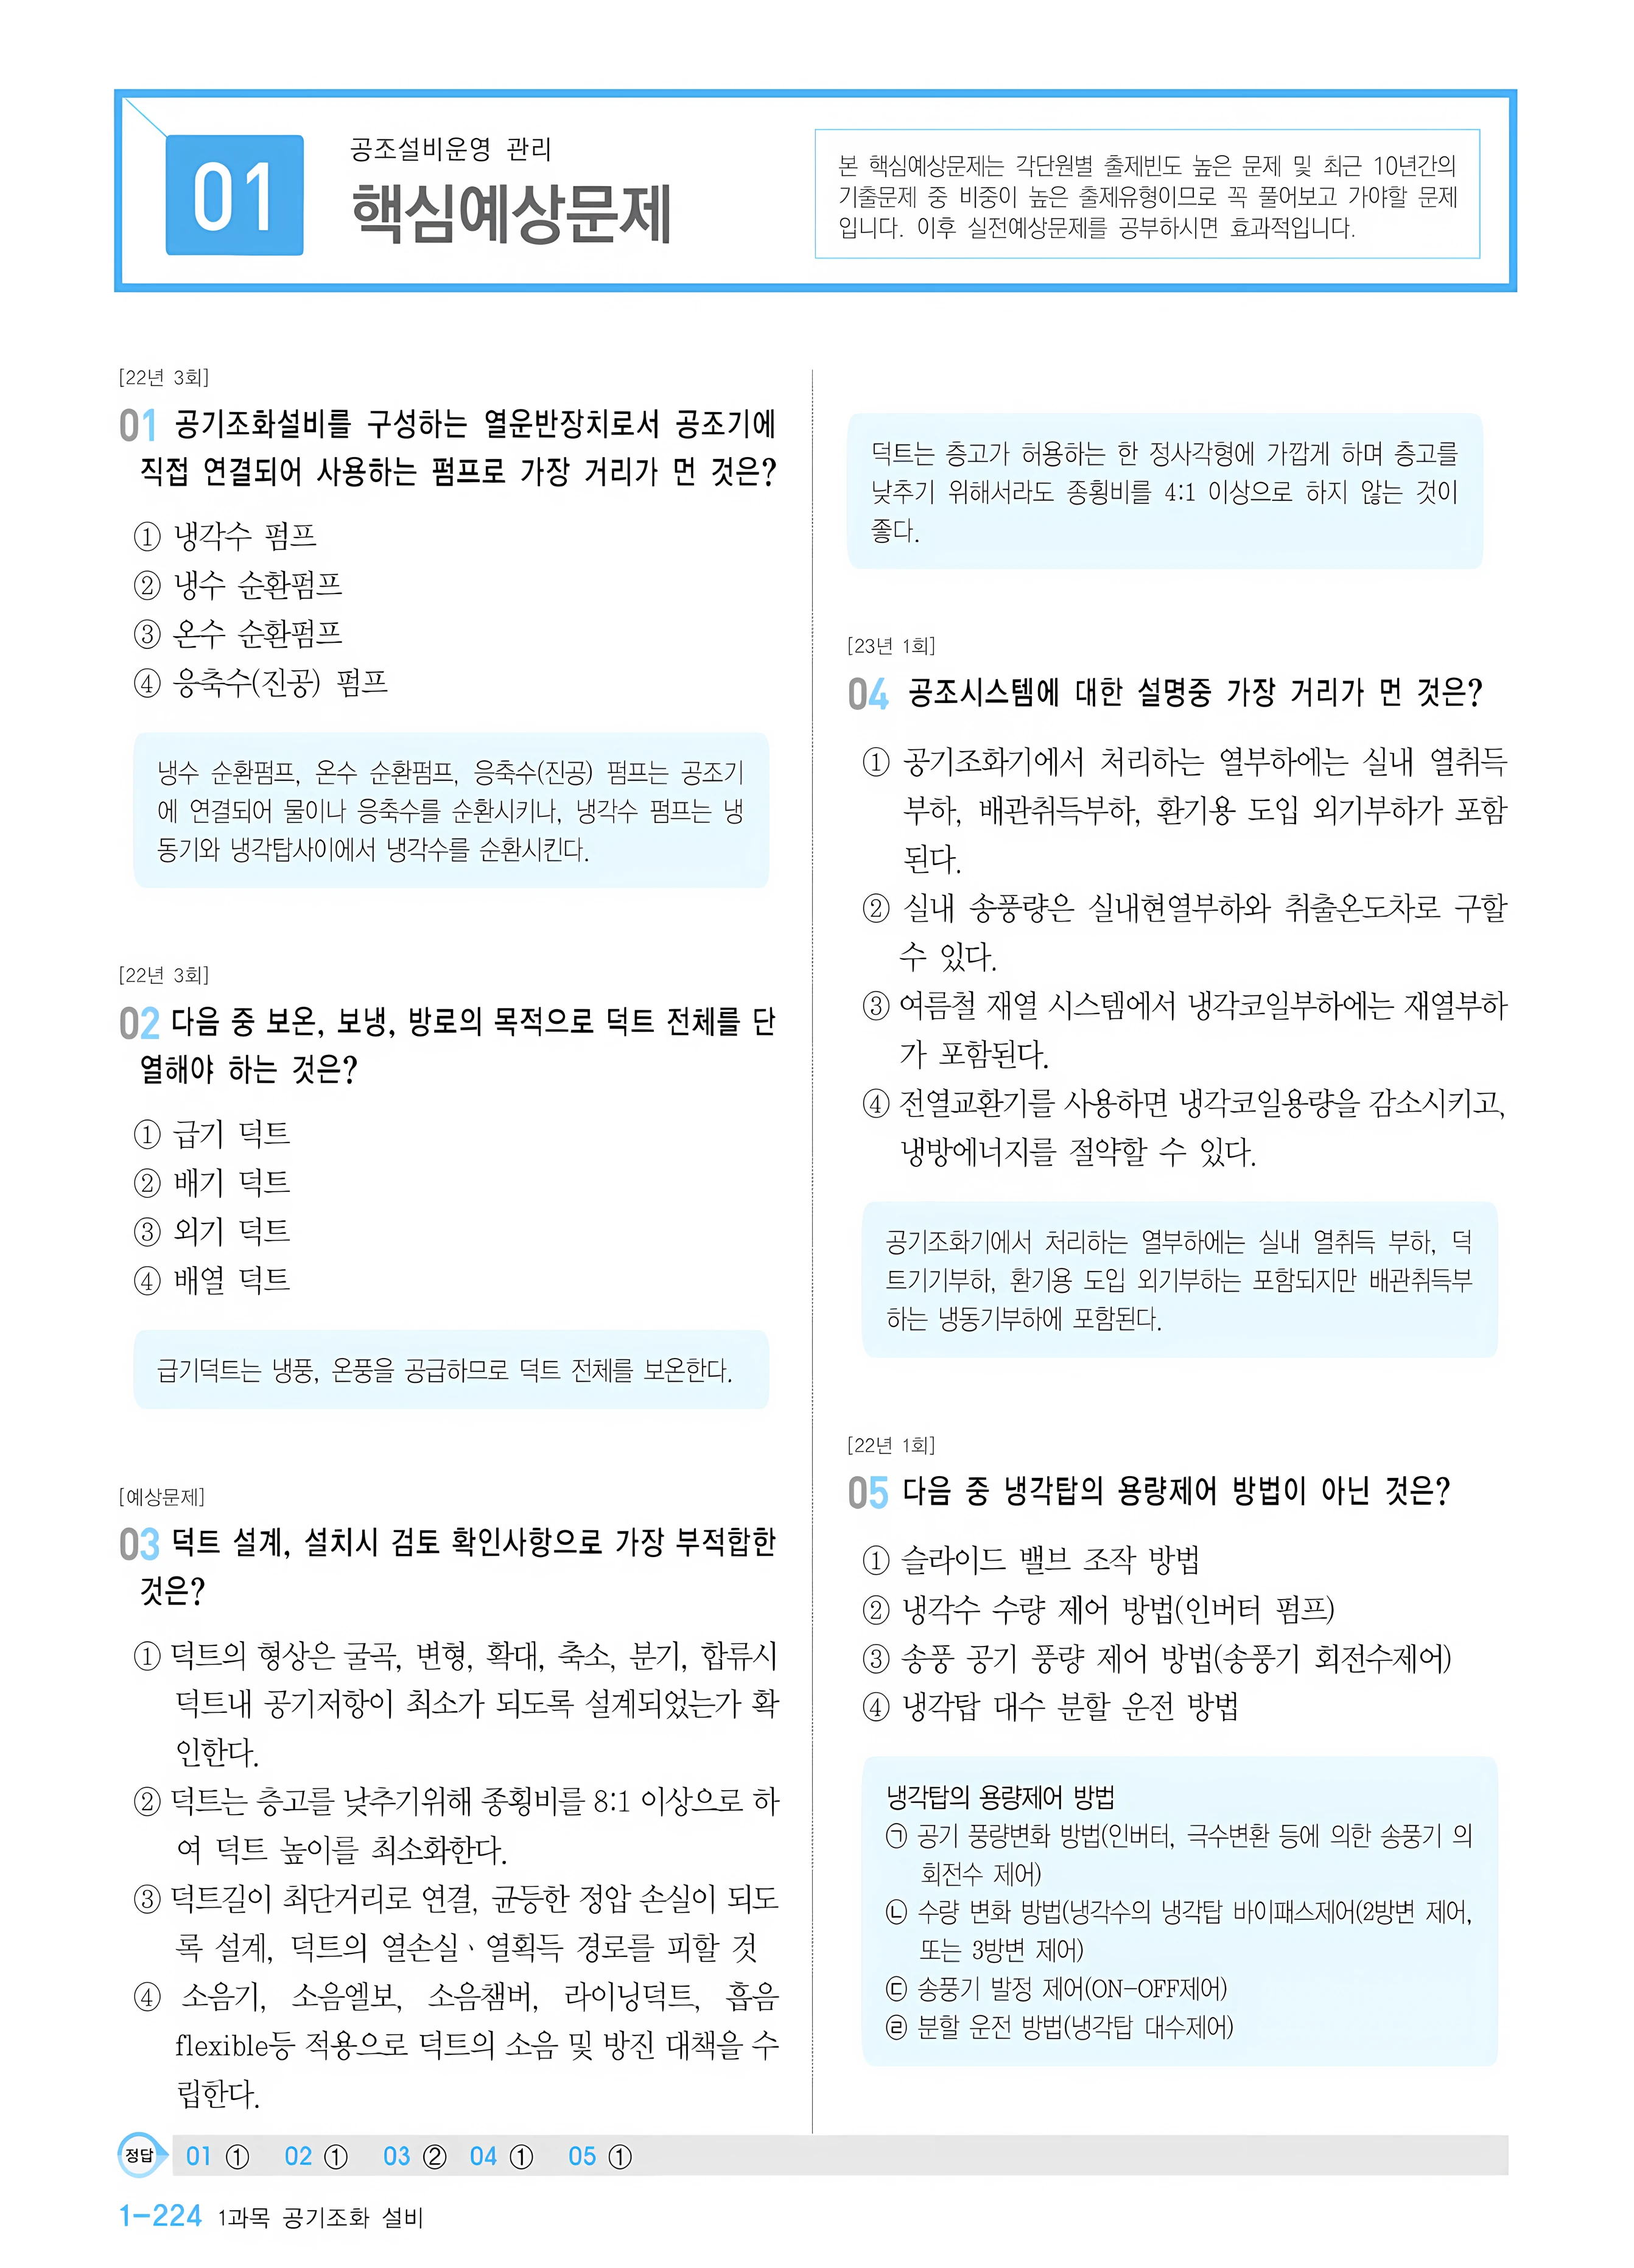 01
공조설비운영 관리
핵심예상문제
본 핵심예상문제는 각단원별 출제빈도 높은 문제 및 최근 10년간의
기출문제 중 비중이 높은 출제유형이므로 꼭 풀어보고 가야할 문제
입니다. 이후 실전예상문제를 공부하시면 효과적입니다.
[22년 3회]
01 공기조화설비를 구성하는 열운반장치로서 공조기에
직접 연결되어 사용하는 펌프로 가장 거리가 먼 것은?
① 냉각수 펌프
② 냉수 순환펌프
③ 온수 순환펌프
④ 응축수(진공) 펌프
냉수 순환펌프, 온수 순환펌프, 응축수(진공) 펌프는 공조기
에 연결되어 물이나 응축수를 순환시키나, 냉각수 펌프는 냉
동기와 냉각탑사이에서 냉각수를 순환시킨다.
[22년 3회]
02 다음 중 보온, 보냉, 방로의 목적으로 덕트 전체를 단
열해야 하는 것은?
① 급기 덕트
② 배기 덕트
③ 외기 덕트
④ 배열 덕트
급기덕트는 냉풍, 온풍을 공급하므로 덕트 전체를 보온한다.
[예상문제]
03 덕트 설계, 설치시 검토 확인사항으로 가장 부적합한
것은?
① 덕트의 형상은 굴곡, 변형, 확대, 축소, 분기, 합류시
덕트내 공기저항이 최소가 되도록 설계되었는가 확
인한다.
② 덕트는 층고를 낮추기위해 종횡비를 8:1 이상으로 하
여 덕트 높이를 최소화한다.
③ 덕트길이 최단거리로 연결, 균등한 정압 손실이 되도
록 설계, 덕트의 열손실、열획득 경로를 피할 것
④ 소음기, 소음엘보, 소음챔버, 라이닝덕트, 흡음
flexible등 적용으로 덕트의 소음 및 방진 대책을 수
립한다.
덕트는 층고가 허용하는 한 정사각형에 가깝게 하며 층고를
낮추기 위해서라도 종횡비를 4:1 이상으로 하지 않는 것이
좋다.
[23년 1회]
04 공조시스템에 대한 설명중 가장 거리가 먼 것은?
① 공기조화기에서 처리하는 열부하에는 실내 열취득
부하, 배관취득부하, 환기용 도입 외기부하가 포함
된다.
② 실내 송풍량은 실내현열부하와 취출온도차로 구할
수 있다.
③ 여름철 재열 시스템에서 냉각코일부하에는 재열부하
가 포함된다.
④ 전열교환기를 사용하면 냉각코일용량을 감소시키고,
냉방에너지를 절약할 수 있다.
공기조화기에서 처리하는 열부하에는 실내 열취득 부하, 덕
트기기부하, 환기용 도입 외기부하는 포함되지만 배관취득부
하는 냉동기부하에 포함된다.
[22년 1회]
05 다음 중 냉각탑의 용량제어 방법이 아닌 것은?
① 슬라이드 밸브 조작 방법
② 냉각수 수량 제어 방법(인버터 펌프)
③ 송풍 공기 풍량 제어 방법(송풍기 회전수제어)
④ 냉각탑 대수 분할 운전 방법
냉각탑의 용량제어 방법
㉠ 공기 풍량변화 방법(인버터, 극수변환 등에 의한 송풍기 의
회전수 제어)
㉡ 수량 변화 방법(냉각수의 냉각탑 바이패스제어(2방변 제어,
또는 3방변 제어)
㉢ 송풍기 발정 제어(ON-OFF제어)
㉣ 분할 운전 방법(냉각탑 대수제어)
정답 01 ① 02 ① 03 ② 04 ① 05 ①
1-224 1과목 공기조화 설비